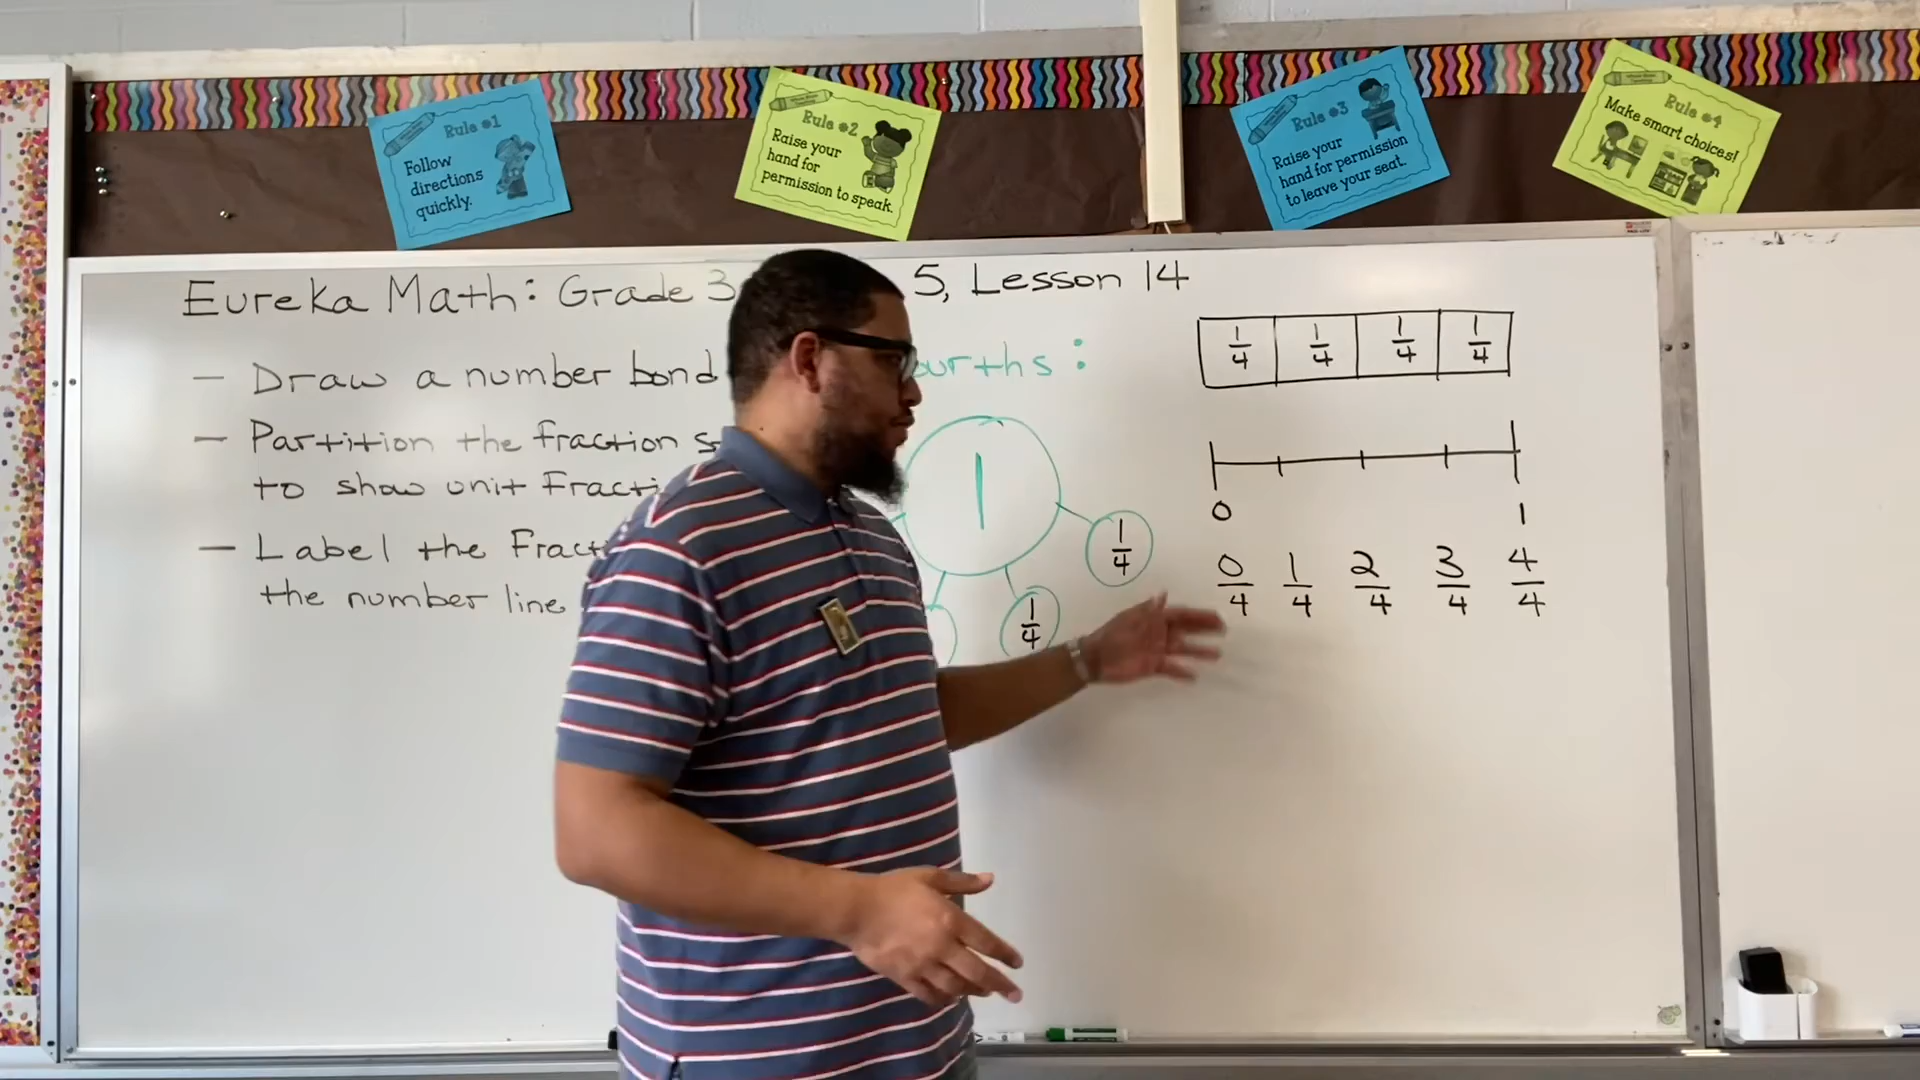 Rule #1
Follow
directions
quickly.
Rule #2
Raise your
hand for
permission to speak.
Rule #3
Raise your
hand for permission
to leave your seat.
Rule #4
Make smart choices!
Eureka Math: Grade 3 5, Lesson 14
- Draw a number bond
- Partition the fraction
to show unit
- Label the
the number line
:
1
1/4
1/4
1/4 1/4 1/4 1/4
0 1
0/4 1/4 2/4 3/4 4/4